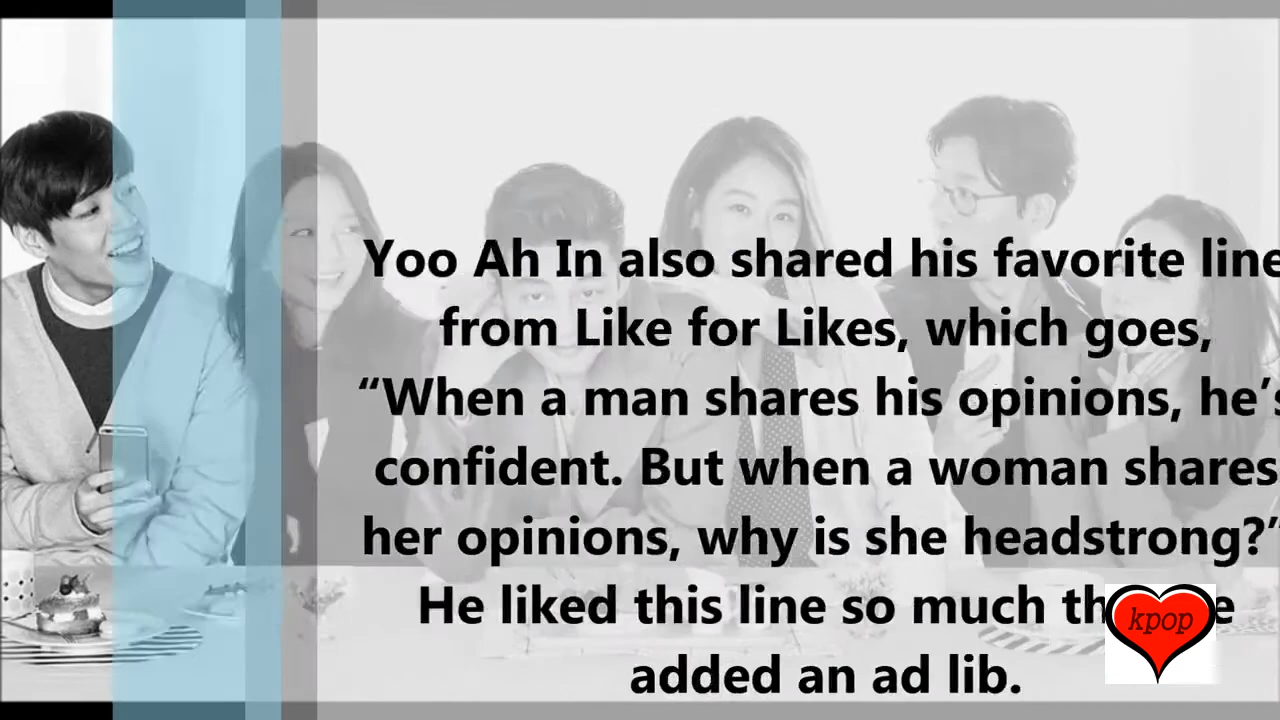 Yoo Ah In also shared his favorite line
from Like for Likes, which goes,
“When a man shares his opinions, he’s
confident. But when a woman shares
her opinions, why is she headstrong?”
He liked this line so much
added an ad lib.
kpop